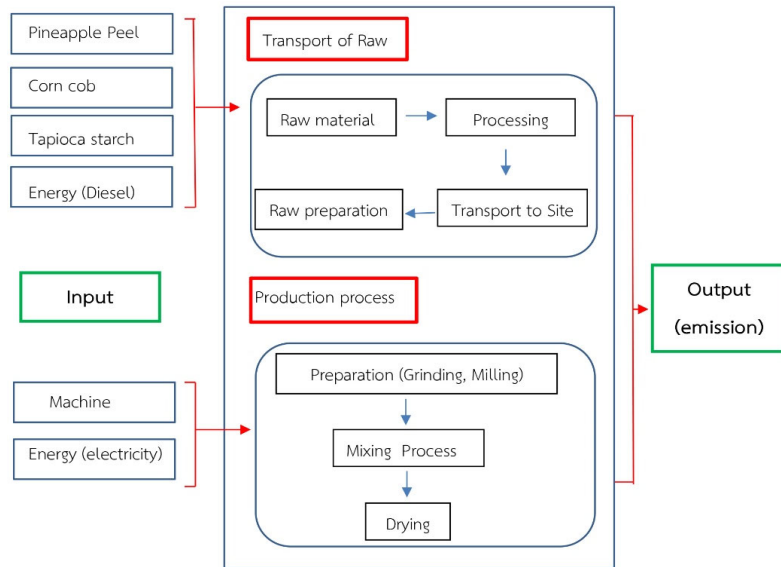 Pineapple Peel
Corn cob
Tapioca starch
Energy (Diesel)
Input
Machine
Energy (electricity)
Transport of Raw
Raw material
Processing
Raw preparation
Transport to Site
Production process
Preparation (Grinding, Milling)
Mixing Process
Drying
Output
(emission)